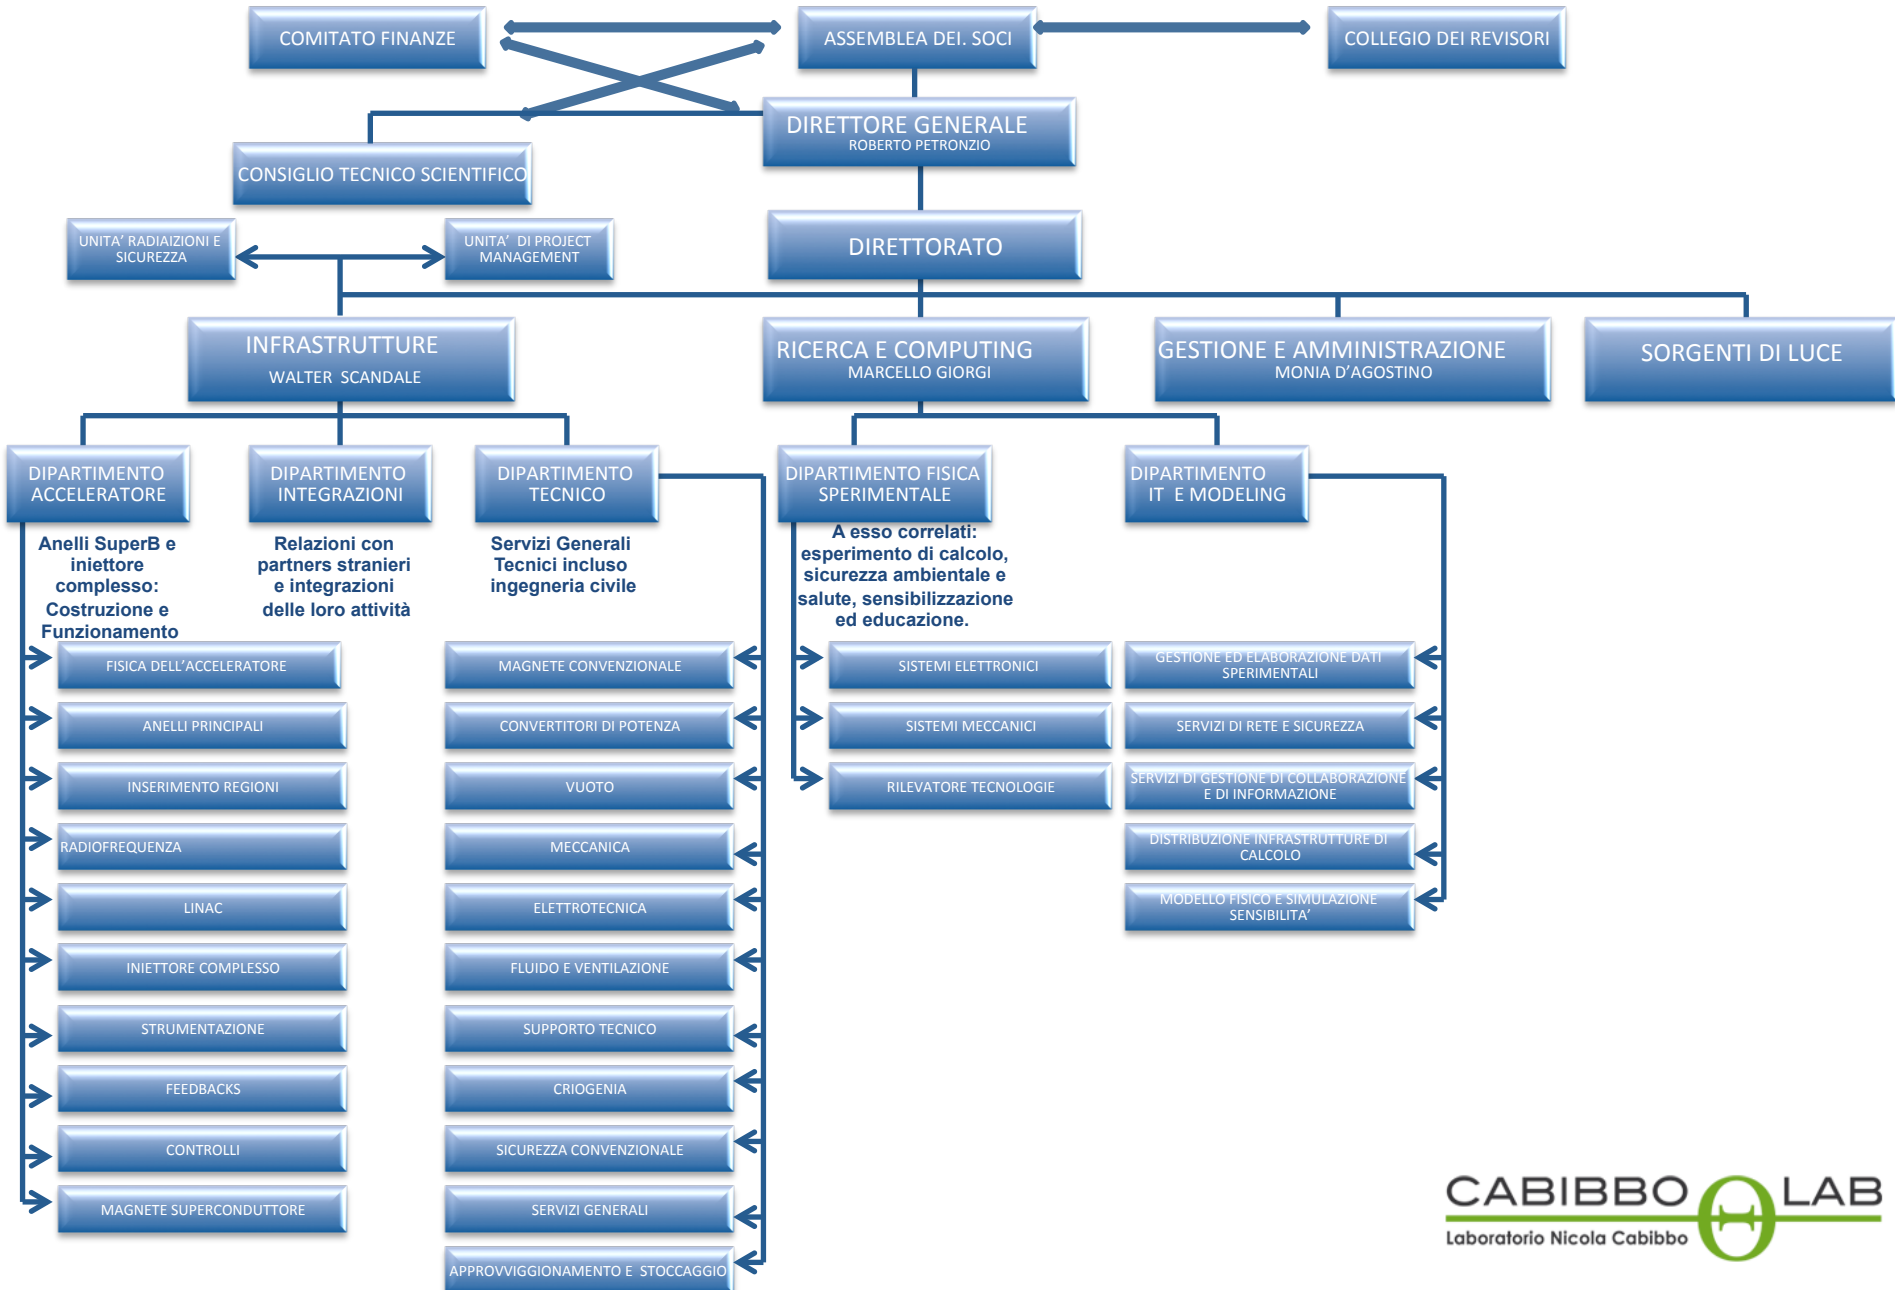 COMITATO FINANZE
ASSEMBLEA DEI. SOCI
COLLEGIO DEI REVISORI
DIRETTORE GENERALE
ROBERTO PETRONZIO
CONSIGLIO TECNICO SCIENTIFICO
UNITA’ RADIAIZIONI E
SICUREZZA
UNITA’ DI PROJECT
MANAGEMENT
DIRETTORATO
INFRASTRUTTURE
WALTER SCANDALE
RICERCA E COMPUTING
MARCELLO GIORGI
GESTIONE E AMMINISTRAZIONE
MONIA D’AGOSTINO
SORGENTI DI LUCE
DIPARTIMENTO
ACCELERATORE
DIPARTIMENTO
INTEGRAZIONI
DIPARTIMENTO
TECNICO
DIPARTIMENTO FISICA
SPERIMENTALE
DIPARTIMENTO
IT E MODELING
Anelli SuperB e
iniettore
complesso:
Costruzione e
Funzionamento
Relazioni con
partners stranieri
e integrazioni
delle loro attività
Servizi Generali
Tecnici incluso
ingegneria civile
A esso correlati:
esperimento di calcolo,
sicurezza ambientale e
salute, sensibilizzazione
ed educazione.
FISICA DELL’ACCELERATORE
ANELLI PRINCIPALI
INSERIMENTO REGIONI
RADIOFREQUENZA
LINAC
INIETTORE COMPLESSO
STRUMENTAZIONE
FEEDBACKS
CONTROLLI
MAGNETE SUPERCONDUTTORE
MAGNETE CONVENZIONALE
CONVERTITORI DI POTENZA
VUOTO
MECCANICA
ELETTROTECNICA
FLUIDO E VENTILAZIONE
SUPPORTO TECNICO
CRIOGENIA
SICUREZZA CONVENZIONALE
SERVIZI GENERALI
APPROVVIGGIONAMENTO E STOCCAGGIO
SISTEMI ELETTRONICI
SISTEMI MECCANICI
RILEVATORE TECNOLOGIE
GESTIONE ED ELABORAZIONE DATI
SPERIMENTALI
SERVIZI DI RETE E SICUREZZA
SERVIZI DI GESTIONE DI COLLABORAZIONE
E DI INFORMAZIONE
DISTRIBUZIONE INFRASTRUTTURE DI
CALCOLO
MODELLO FISICO E SIMULAZIONE
SENSIBILITA’
CABIBBO LAB
Laboratorio Nicola Cabibbo